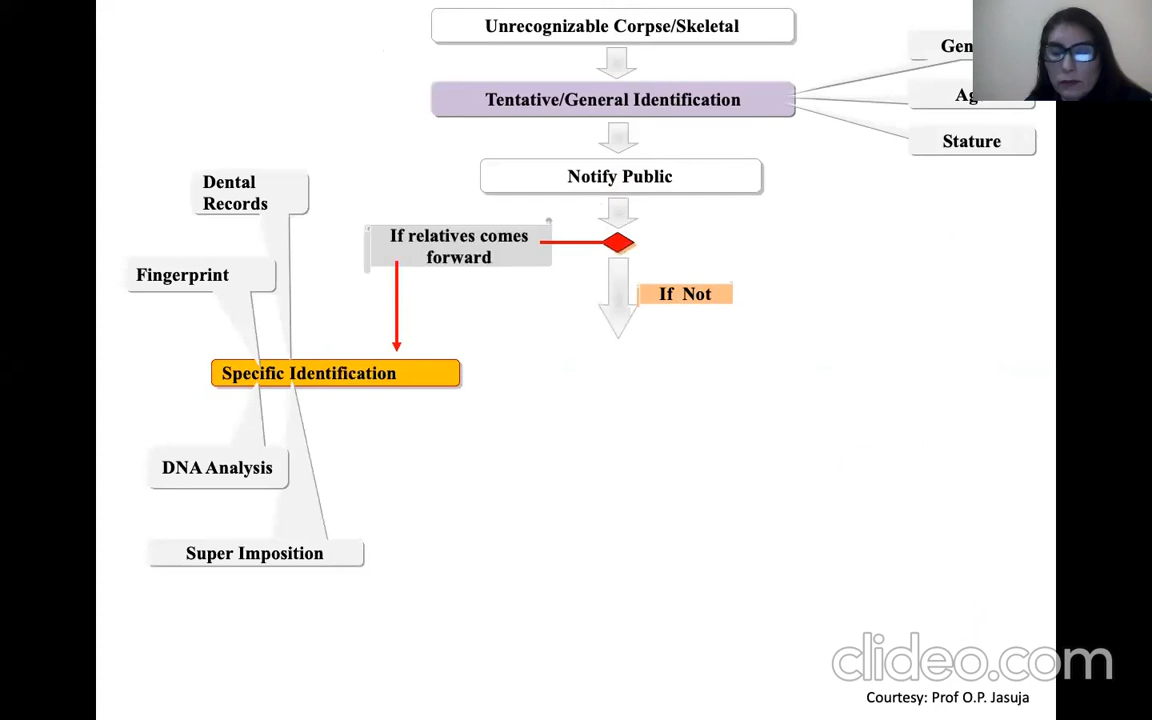 Unrecognizable Corpse/Skeletal
Tentative/General Identification
Stature
Notify Public
Dental
Records
If relatives comes
forward
Fingerprint
If Not
Specific Identification
DNA Analysis
Super Imposition
clideo.com
Courtesy: Prof O.P. Jasuja